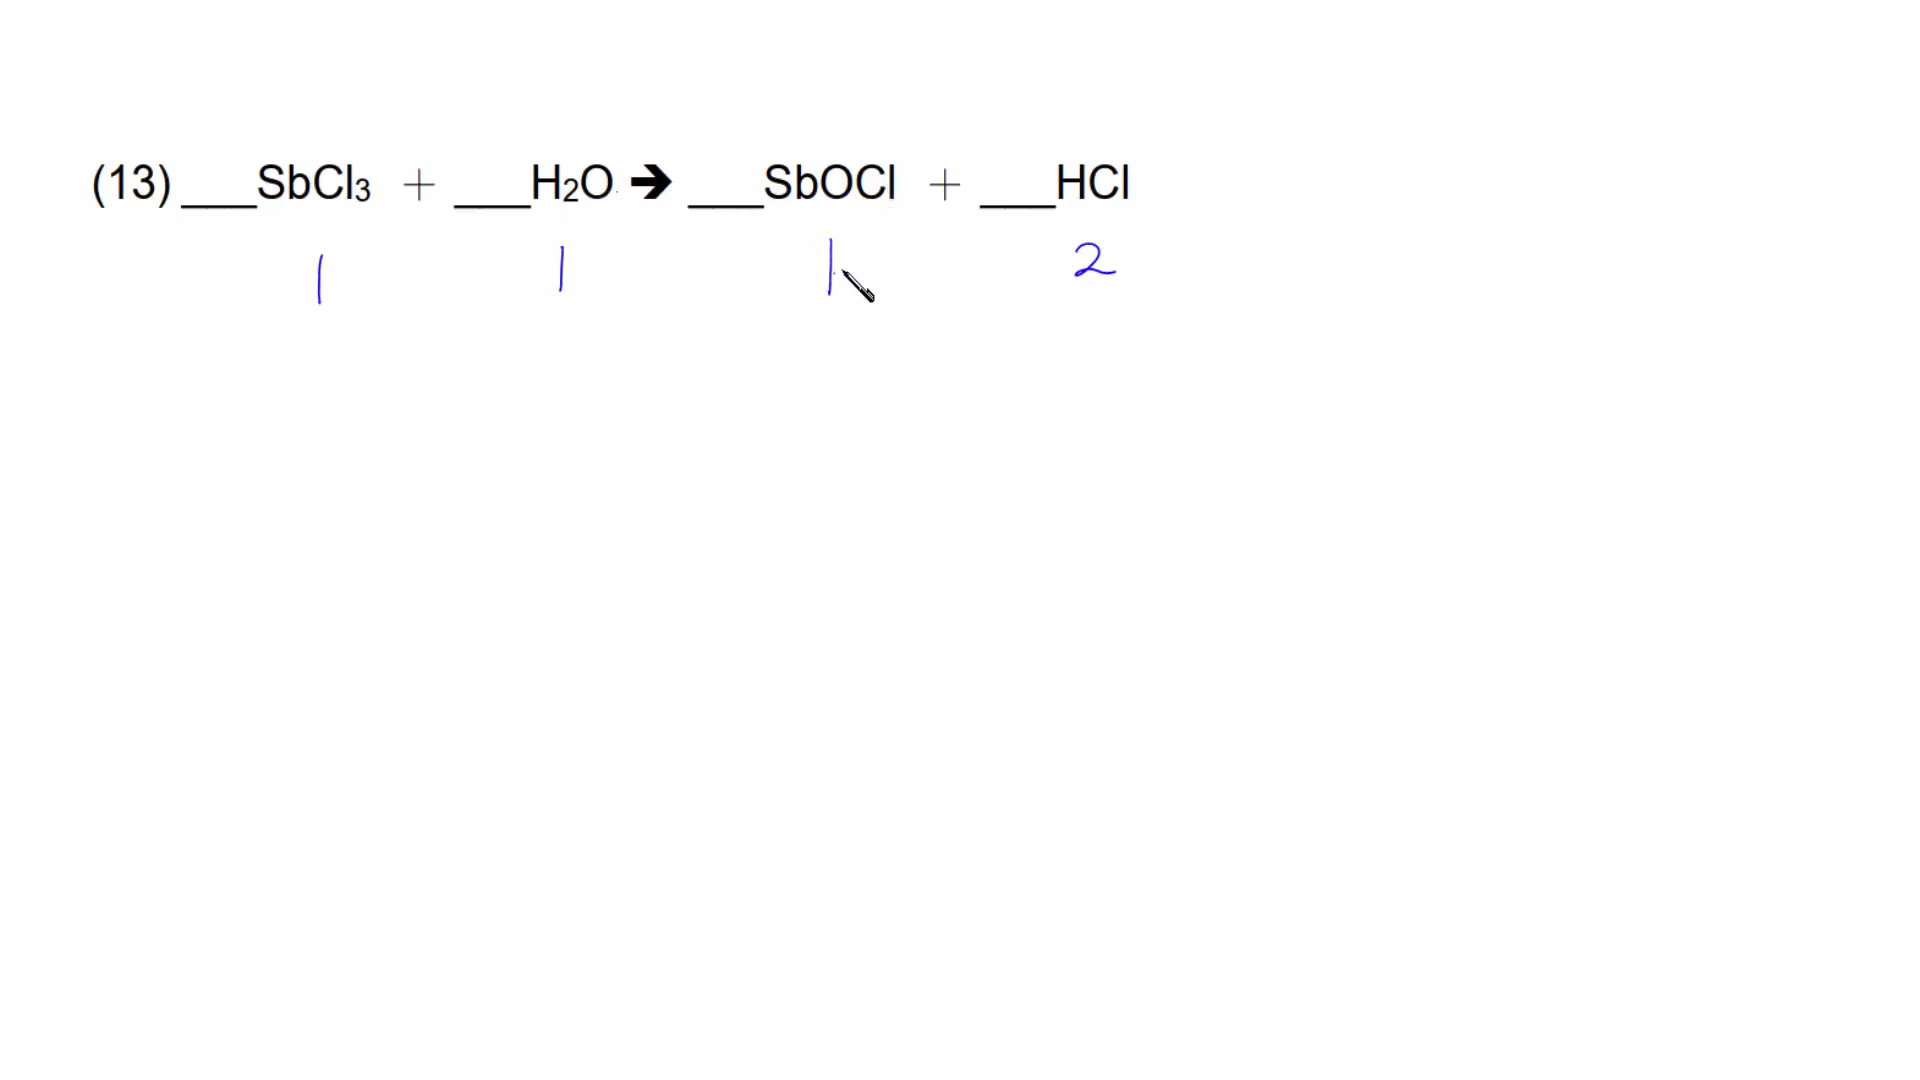 (13) ___SbCl₃ + ___H₂O ➔ ___SbOCl + ___HCl
1 1 1 2